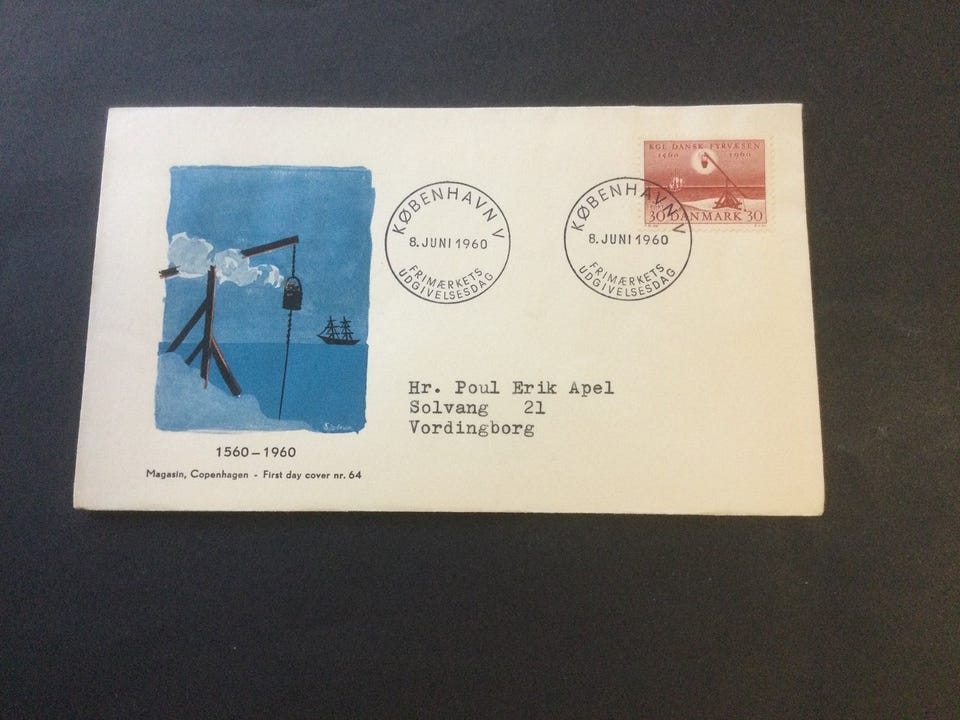 KGL. DANSK FYRVÆSEN
1560 1960
30 DANMARK 30
KØBENHAVN V
8. JUNI 1960
FRIMÆRKETS
UDGIVELSESDAG
KØBENHAVN V
8. JUNI 1960
FRIMÆRKETS
UDGIVELSESDAG
Hr. Poul Erik Apel
Solvang 21
Vordingborg
1560 – 1960
Magasin, Copenhagen - First day cover nr. 64